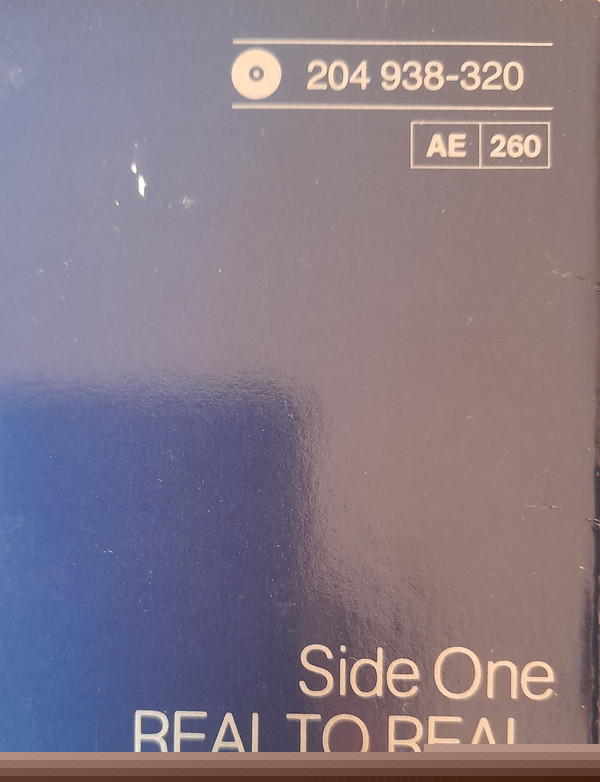 204 938-320
AE 260
Side One
REAL TO REAL